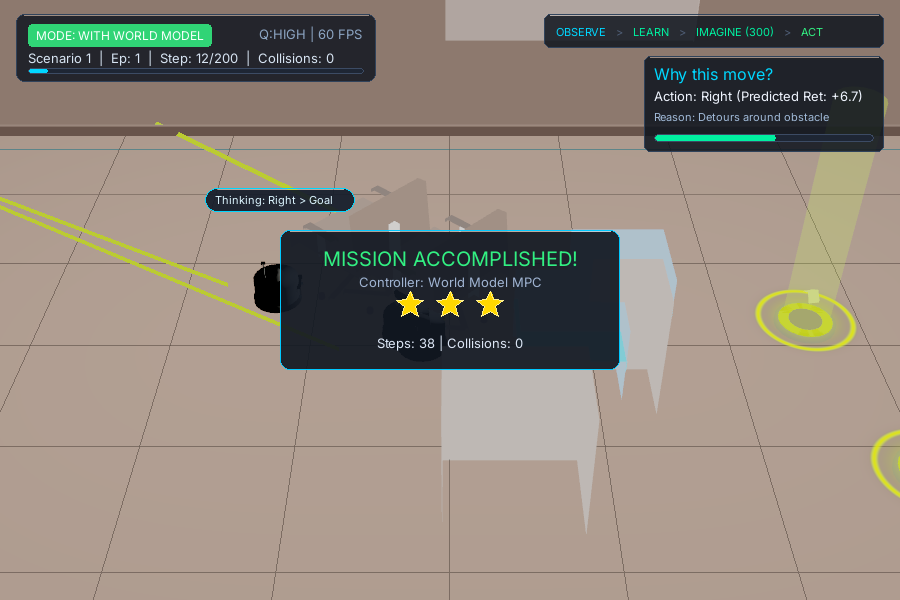 MODE: WITH WORLD MODEL
Q:HIGH | 60 FPS
Scenario 1 | Ep: 1 | Step: 12/200 | Collisions: 0
OBSERVE > LEARN > IMAGINE (300) > ACT
Why this move?
Action: Right (Predicted Ret: +6.7)
Reason: Detours around obstacle
Thinking: Right > Goal
MISSION ACCOMPLISHED!
Controller: World Model MPC
Steps: 38 | Collisions: 0